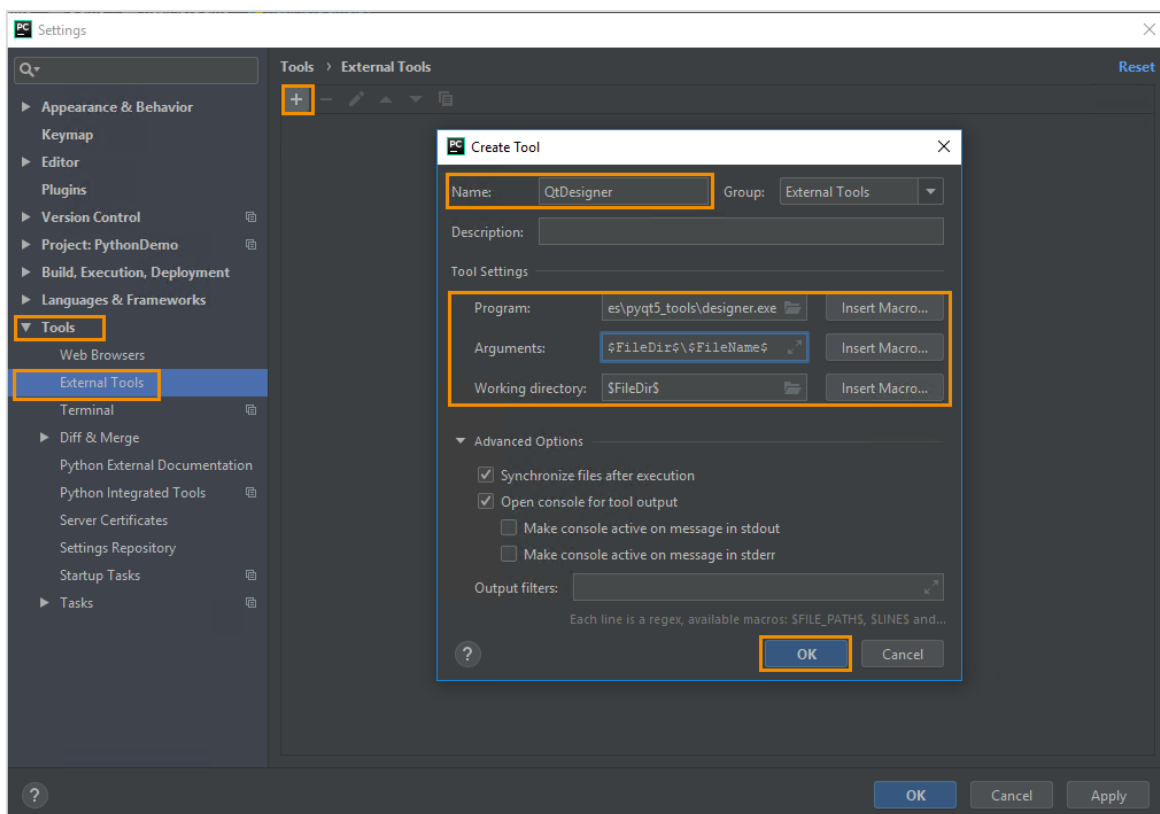 PC Settings
Tools › External Tools
Reset
Appearance & Behavior
Keymap
Editor
Plugins
Version Control
Project: PythonDemo
Build, Execution, Deployment
Languages & Frameworks
Tools
Web Browsers
External Tools
Terminal
Diff & Merge
Python External Documentation
Python Integrated Tools
Server Certificates
Settings Repository
Startup Tasks
Tasks
PC Create Tool
Name: QtDesigner Group: External Tools
Description:
Tool Settings
Program: es\pyqt5_tools\designer.exe Insert Macro...
Arguments: $FileDir$\$FileName$ Insert Macro...
Working directory: $FileDir$ Insert Macro...
Advanced Options
Synchronize files after execution
Open console for tool output
Make console active on message in stdout
Make console active on message in stderr
Output filters:
Each line is a regex, available macros: $FILE_PATH$, $LINE$ and...
? OK Cancel
? OK Cancel Apply